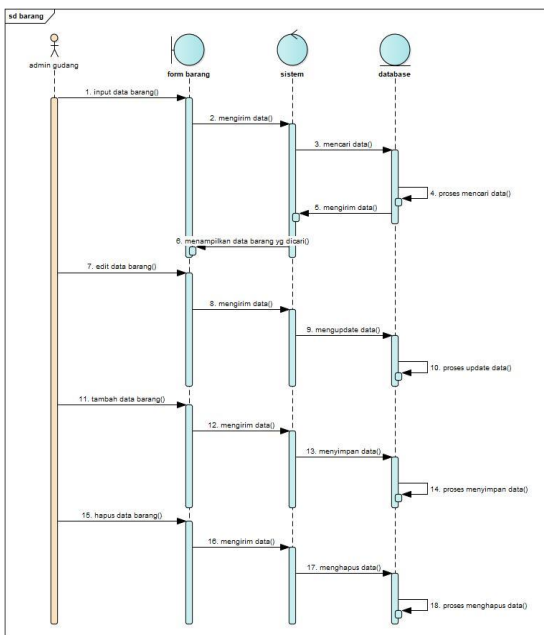 sd barang
admin gudang
form barang
sistem
database
1. input data barang()
2. mengirim data()
3. mencari data()
4. proses mencari data()
5. mengirim data()
6. menampilkan data barang yg dicari()
7. edit data barang()
8. mengirim data()
9. mengupdate data()
10. proses update data()
11. tambah data barang()
12. mengirim data()
13. menyimpan data()
14. proses menyimpan data()
15. hapus data barang()
16. mengirim data()
17. menghapus data()
18. proses menghapus data()